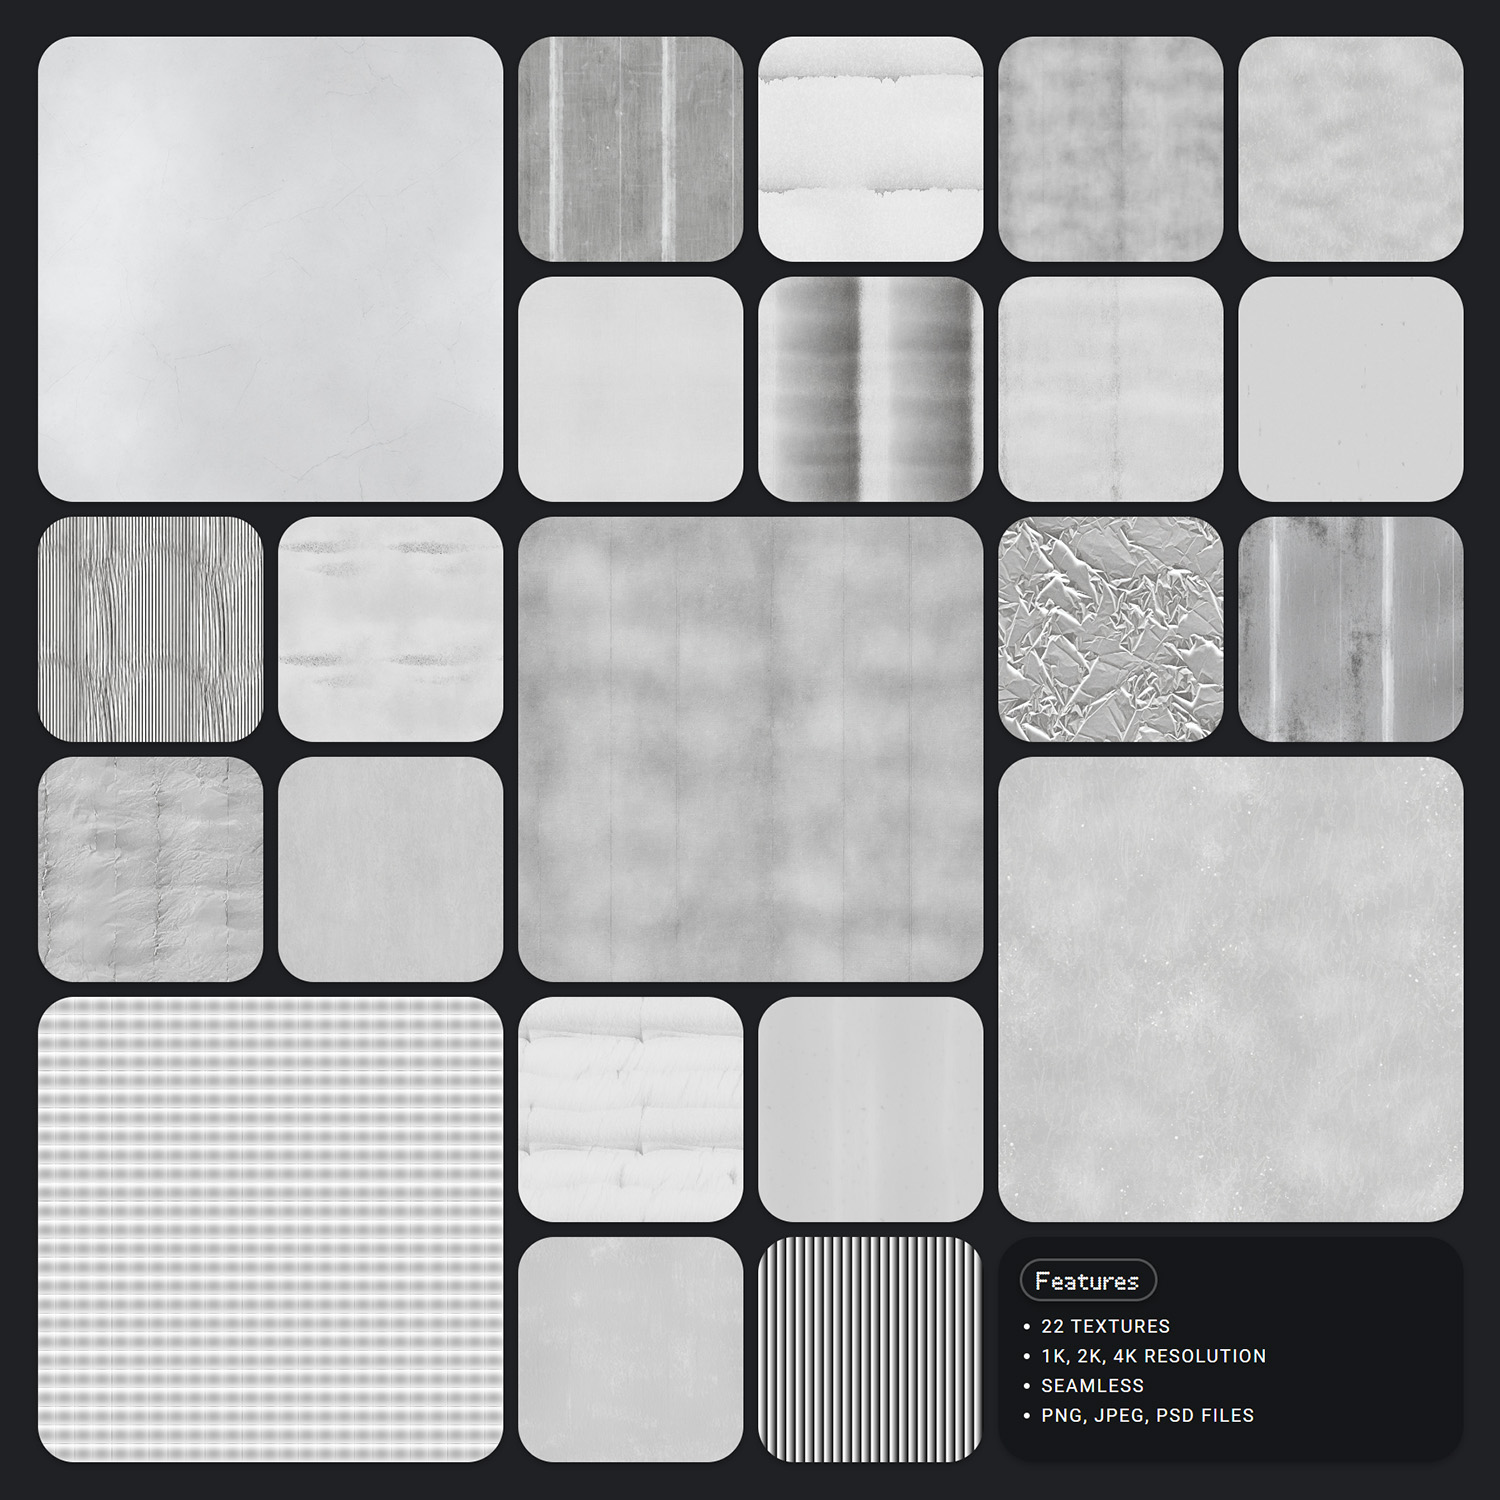 Features
• 22 TEXTURES
• 1K, 2K, 4K RESOLUTION
• SEAMLESS
• PNG, JPEG, PSD FILES